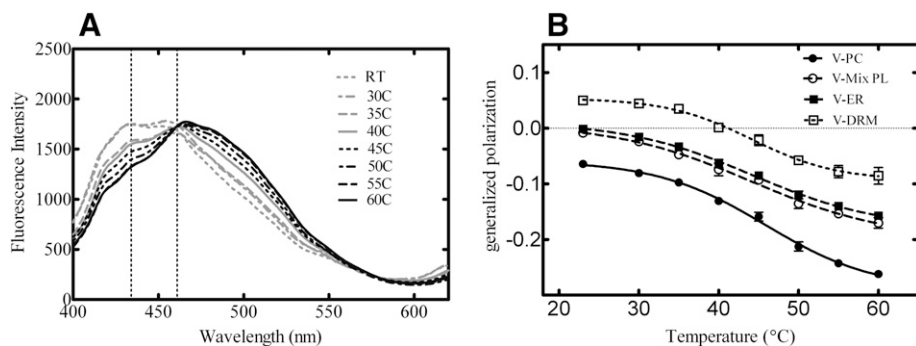 A
Fluorescence Intensity
2500
2000
1500
1000
500
0
400
450
500
550
600
Wavelength (nm)
RT
30C
35C
40C
45C
50C
55C
60C
B
generalized polarization
0.1
0.0
-0.1
-0.2
20
30
40
50
60
Temperature (°C)
V-PC
V-Mix PL
V-ER
V-DRM